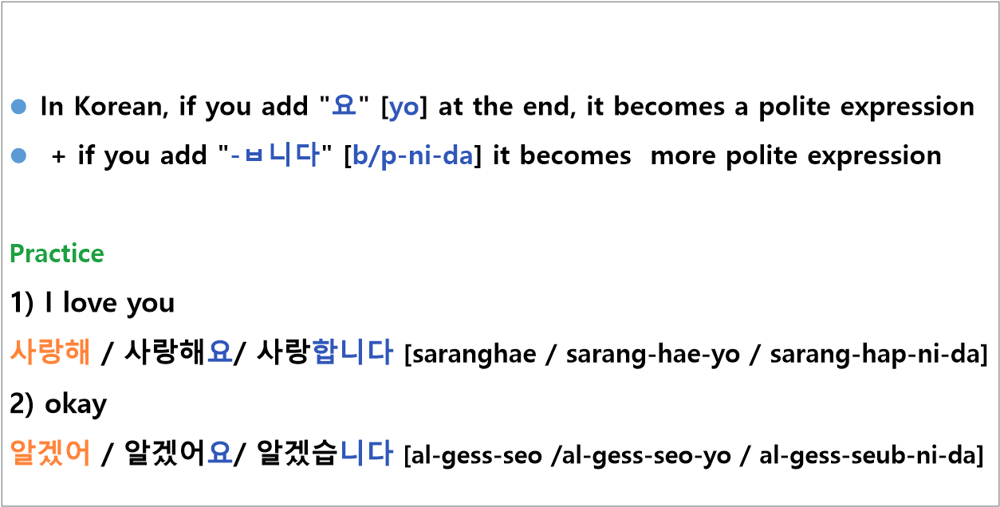 ● In Korean, if you add "요" [yo] at the end, it becomes a polite expression
● + if you add "-ㅂ니다" [b/p-ni-da] it becomes more polite expression
Practice
1) I love you
사랑해 / 사랑해요/ 사랑합니다 [saranghae / sarang-hae-yo / sarang-hap-ni-da]
2) okay
알겠어 / 알겠어요/ 알겠습니다 [al-gess-seo /al-gess-seo-yo / al-gess-seub-ni-da]